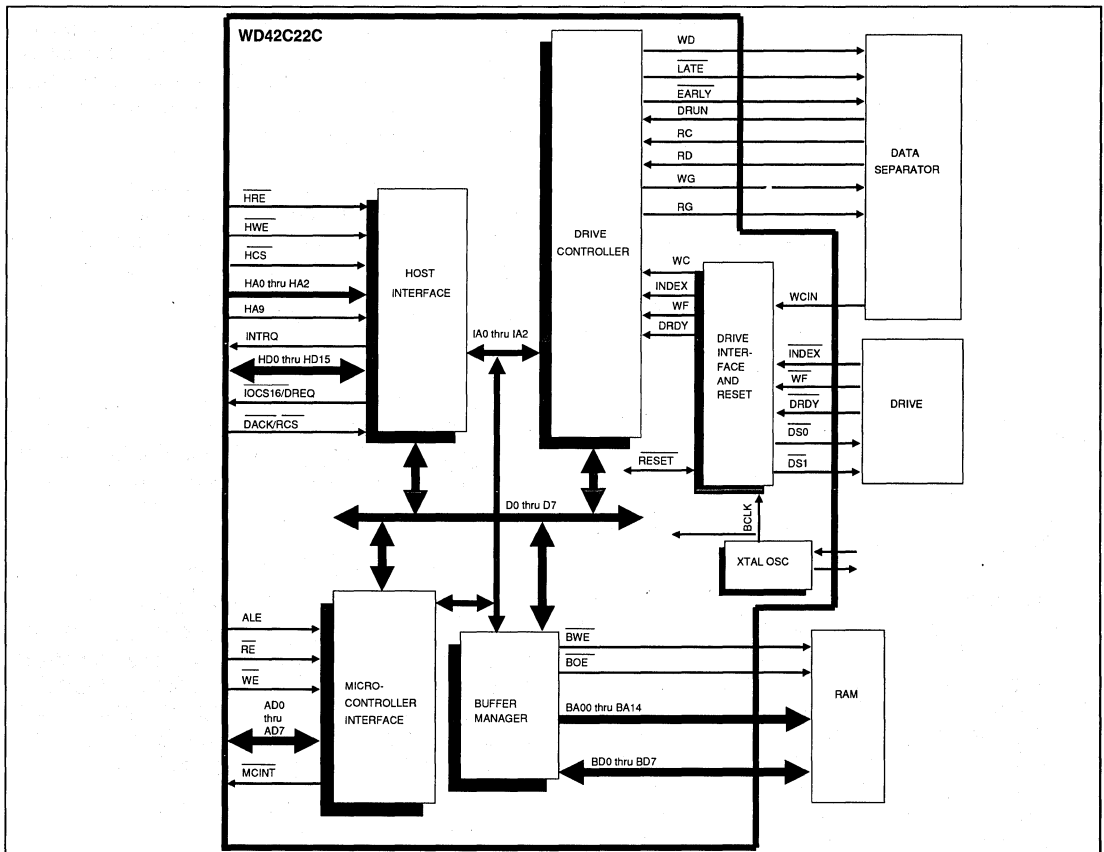 WD42C22C
WD
LATE
EARLY
DRUN
RC
RD
WG
RG
DATA
SEPARATOR
HRE
HWE
HCS
HA0 thru HA2
HA9
INTRQ
HD0 thru HD15
IOCS16/DREQ
DACK/RCS
HOST
INTERFACE
IA0 thru IA2
DRIVE
CONTROLLER
WC
INDEX
WF
DRDY
DRIVE
INTER-
FACE
AND
RESET
WCIN
INDEX
WF
DRDY
DS0
DS1
DRIVE
RESET
D0 thru D7
BCLK
XTAL OSC
ALE
RE
WE
AD0
thru
AD7
MCINT
MICRO-
CONTROLLER
INTERFACE
BUFFER
MANAGER
BWE
BOE
BA00 thru BA14
BD0 thru BD7
RAM